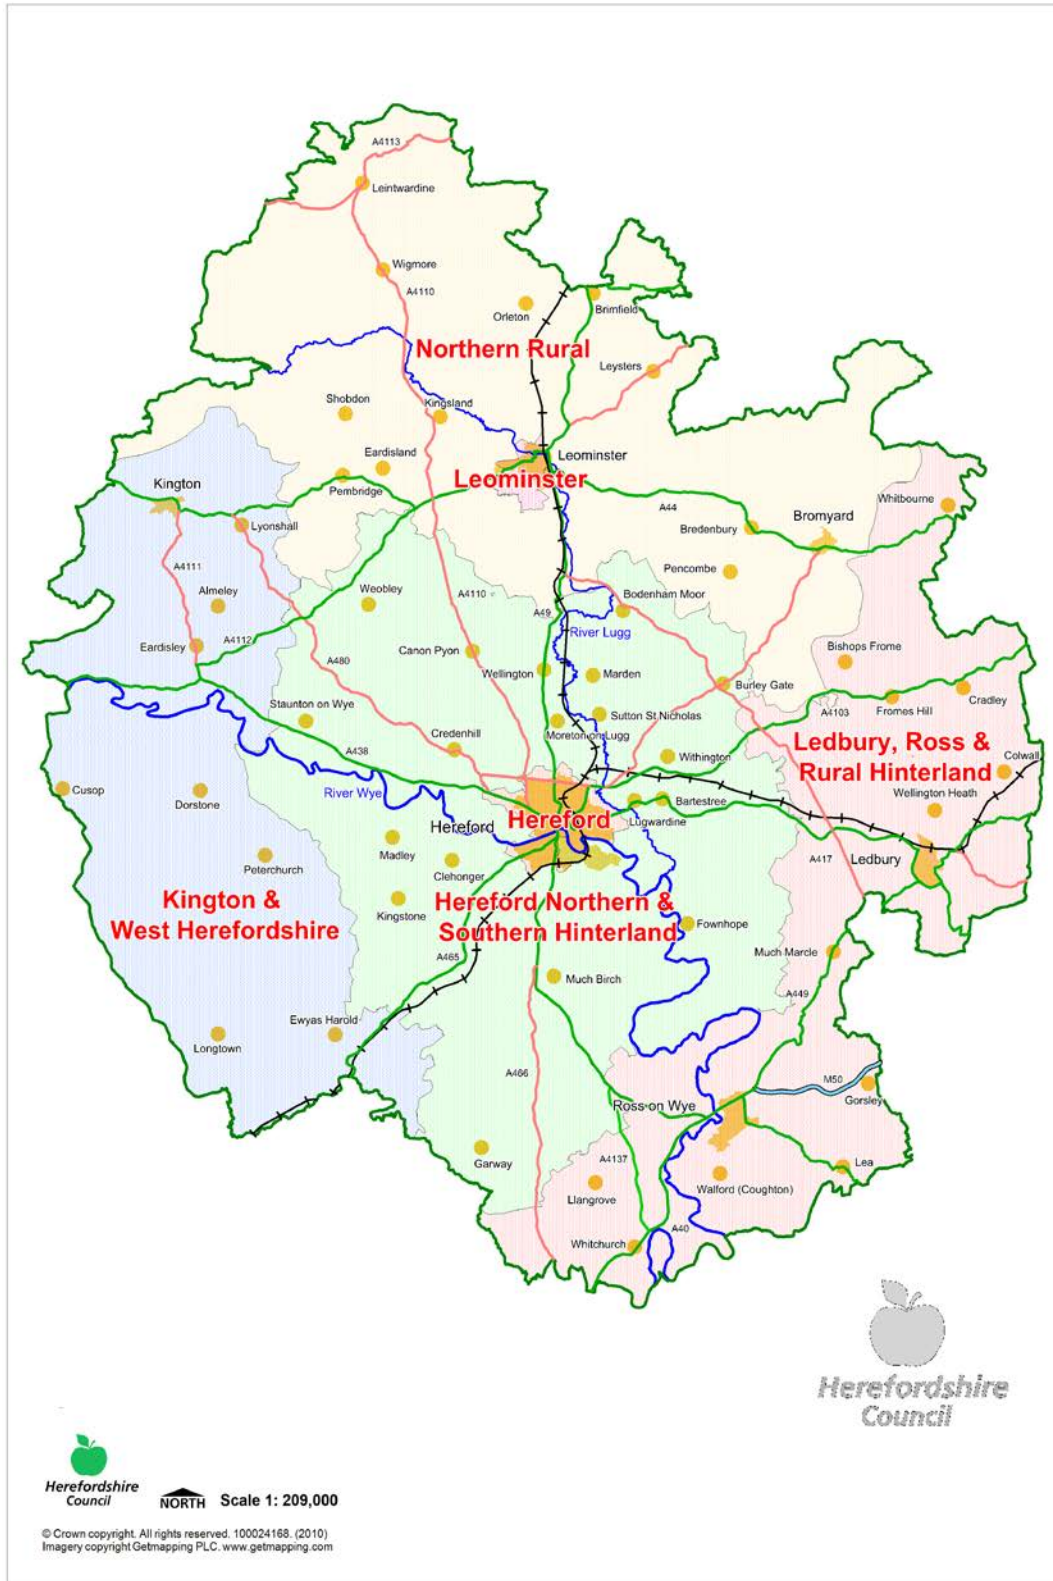 A4113
Leintwardine
Wigmore
A4110
Orleton
Brimfield
Northern Rural
Leysters
Shobdon
Kingsland
Eardisland
Leominster
Leominster
Kington
Pembridge
Whitbourne
A44
Bredenbury
Bromyard
Lyonshall
A4111
Pencombe
Almeley
Weobley
A4110
Bodenham Moor
A49
River Lugg
Eardisley
A4112
Canon Pyon
Bishops Frome
A480
Wellington
Marden
Burley Gate
Cradley
Staunton on Wye
Fromes Hill
A4103
Sutton St Nicholas
Moreton on Lugg
Credenhill
A438
Withington
Ledbury, Ross &
Rural Hinterland
Colwall
Cusop
Dorstone
River Wye
Bartestree
Wellington Heath
Hereford
Hereford
Lugwardine
Madley
Ledbury
A417
Peterchurch
Clehonger
Kington &
West Herefordshire
Kingstone
Hereford Northern &
Southern Hinterland
Fownhope
A465
Much Marcle
Much Birch
A449
Ewyas Harold
Longtown
A466
M50
Gorsley
Ross on Wye
A4137
Garway
Lea
Llangrove
Walford (Coughton)
A40
Whitchurch
Herefordshire
Council
Herefordshire
Council
NORTH Scale 1: 209,000
© Crown copyright. All rights reserved. 100024168. (2010)
Imagery copyright Getmapping PLC. www.getmapping.com